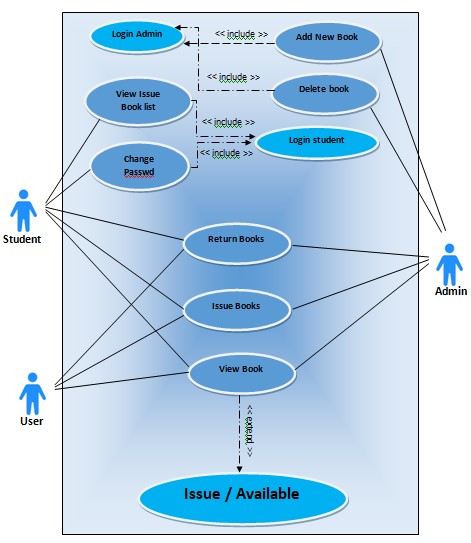 Login Admin
<< include >>
Add New Book
<< include >>
Delete book
View Issue
Book list
<< include >>
Login student
<< include >>
Change
Passwd
Student
Return Books
Admin
Issue Books
View Book
User
<< extend >>
Issue / Available